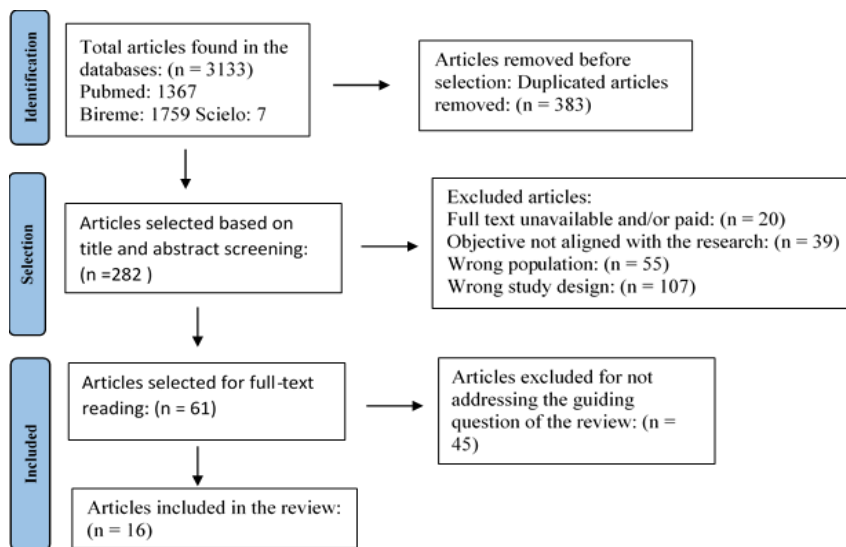 Identification
Total articles found in the
databases: (n = 3133)
Pubmed: 1367
Bireme: 1759 Scielo: 7
Articles removed before
selection: Duplicated articles
removed: (n = 383)
Selection
Articles selected based on
title and abstract screening:
(n =282 )
Excluded articles:
Full text unavailable and/or paid: (n = 20)
Objective not aligned with the research: (n = 39)
Wrong population: (n = 55)
Wrong study design: (n = 107)
Included
Articles selected for full-text
reading: (n = 61)
Articles excluded for not
addressing the guiding
question of the review: (n =
45)
Articles included in the review:
(n = 16)